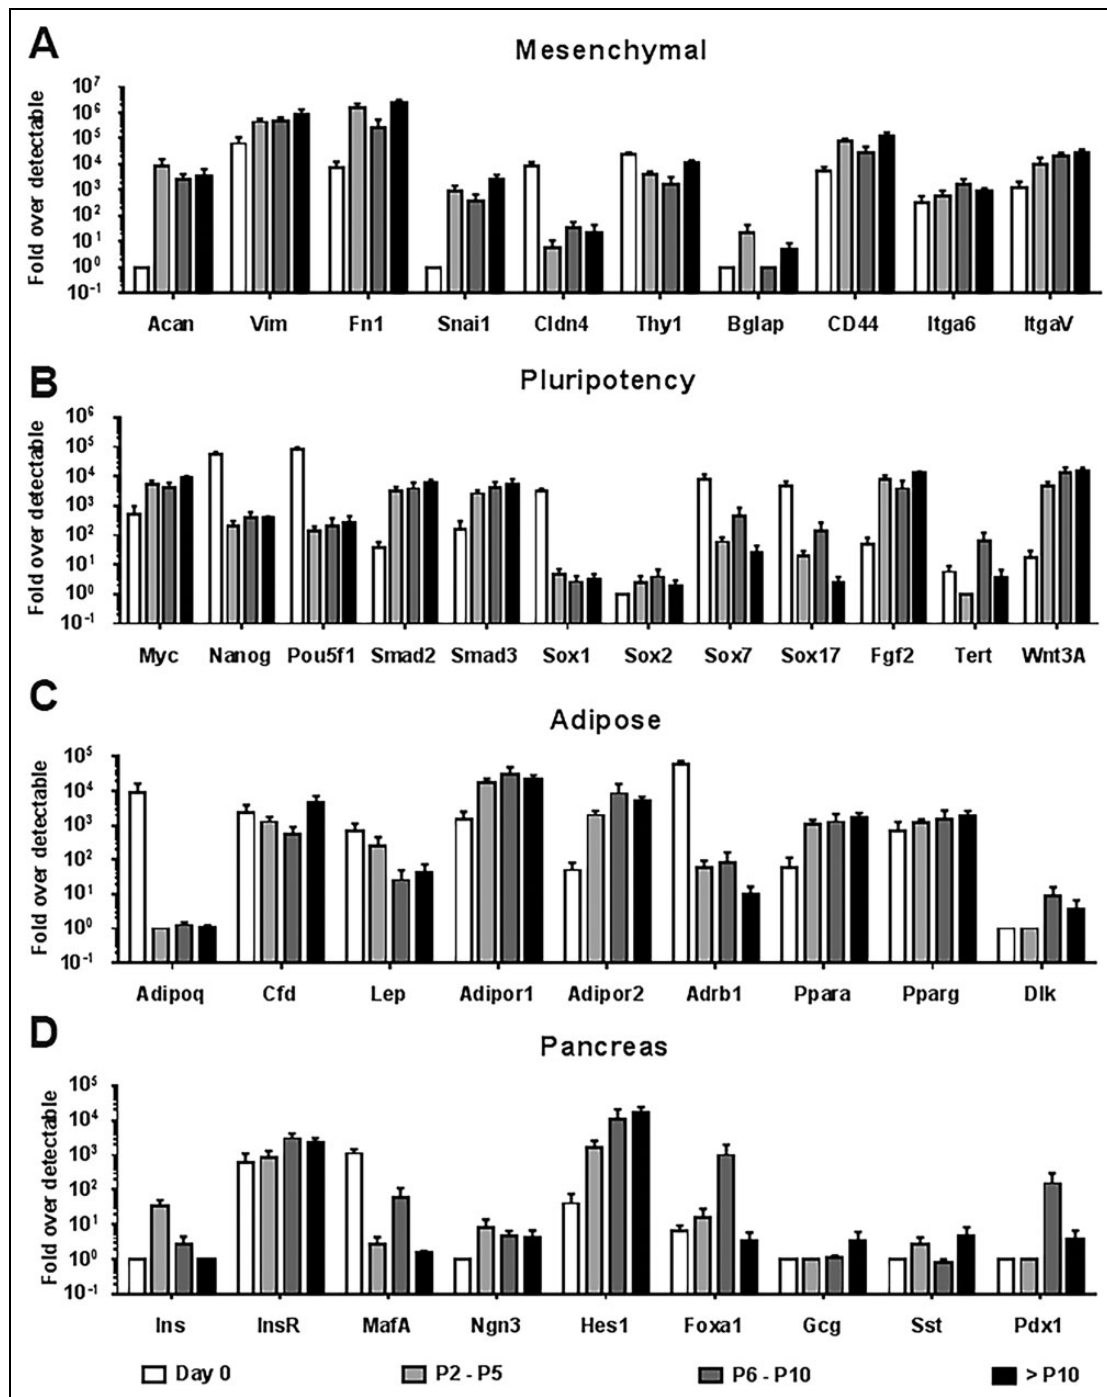 A
Mesenchymal
Fold over detectable
10⁷
10⁶
10⁵
10⁴
10³
10²
10¹
10⁰
10⁻¹
Acan Vim Fn1 Snai1 Cldn4 Thy1 Bglap CD44 Itga6 ItgaV
B
Pluripotency
Fold over detectable
10⁶
10⁵
10⁴
10³
10²
10¹
10⁰
10⁻¹
Myc Nanog Pou5f1 Smad2 Smad3 Sox1 Sox2 Sox7 Sox17 Fgf2 Tert Wnt3A
C
Adipose
Fold over detectable
10⁵
10⁴
10³
10²
10¹
10⁰
10⁻¹
Adipoq Cfd Lep Adipor1 Adipor2 Adrb1 Ppara Pparg Dlk
D
Pancreas
Fold over detectable
10⁵
10⁴
10³
10²
10¹
10⁰
10⁻¹
Ins InsR MafA Ngn3 Hes1 Foxa1 Gcg Sst Pdx1
Day 0 P2 - P5 P6 - P10 > P10